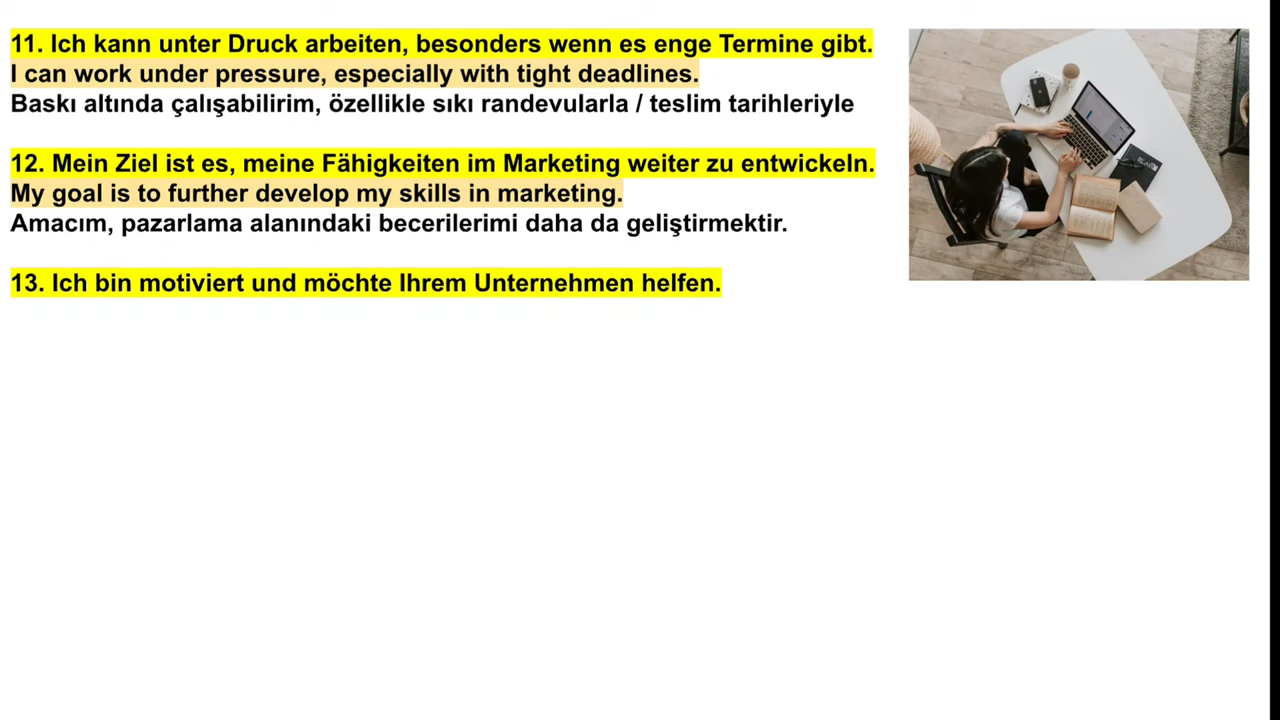 11. Ich kann unter Druck arbeiten, besonders wenn es enge Termine gibt.
I can work under pressure, especially with tight deadlines.
Baskı altında çalışabilirim, özellikle sıkı randevularla / teslim tarihleriyle
12. Mein Ziel ist es, meine Fähigkeiten im Marketing weiter zu entwickeln.
My goal is to further develop my skills in marketing.
Amacım, pazarlama alanındaki becerilerimi daha da geliştirmektir.
13. Ich bin motiviert und möchte Ihrem Unternehmen helfen.